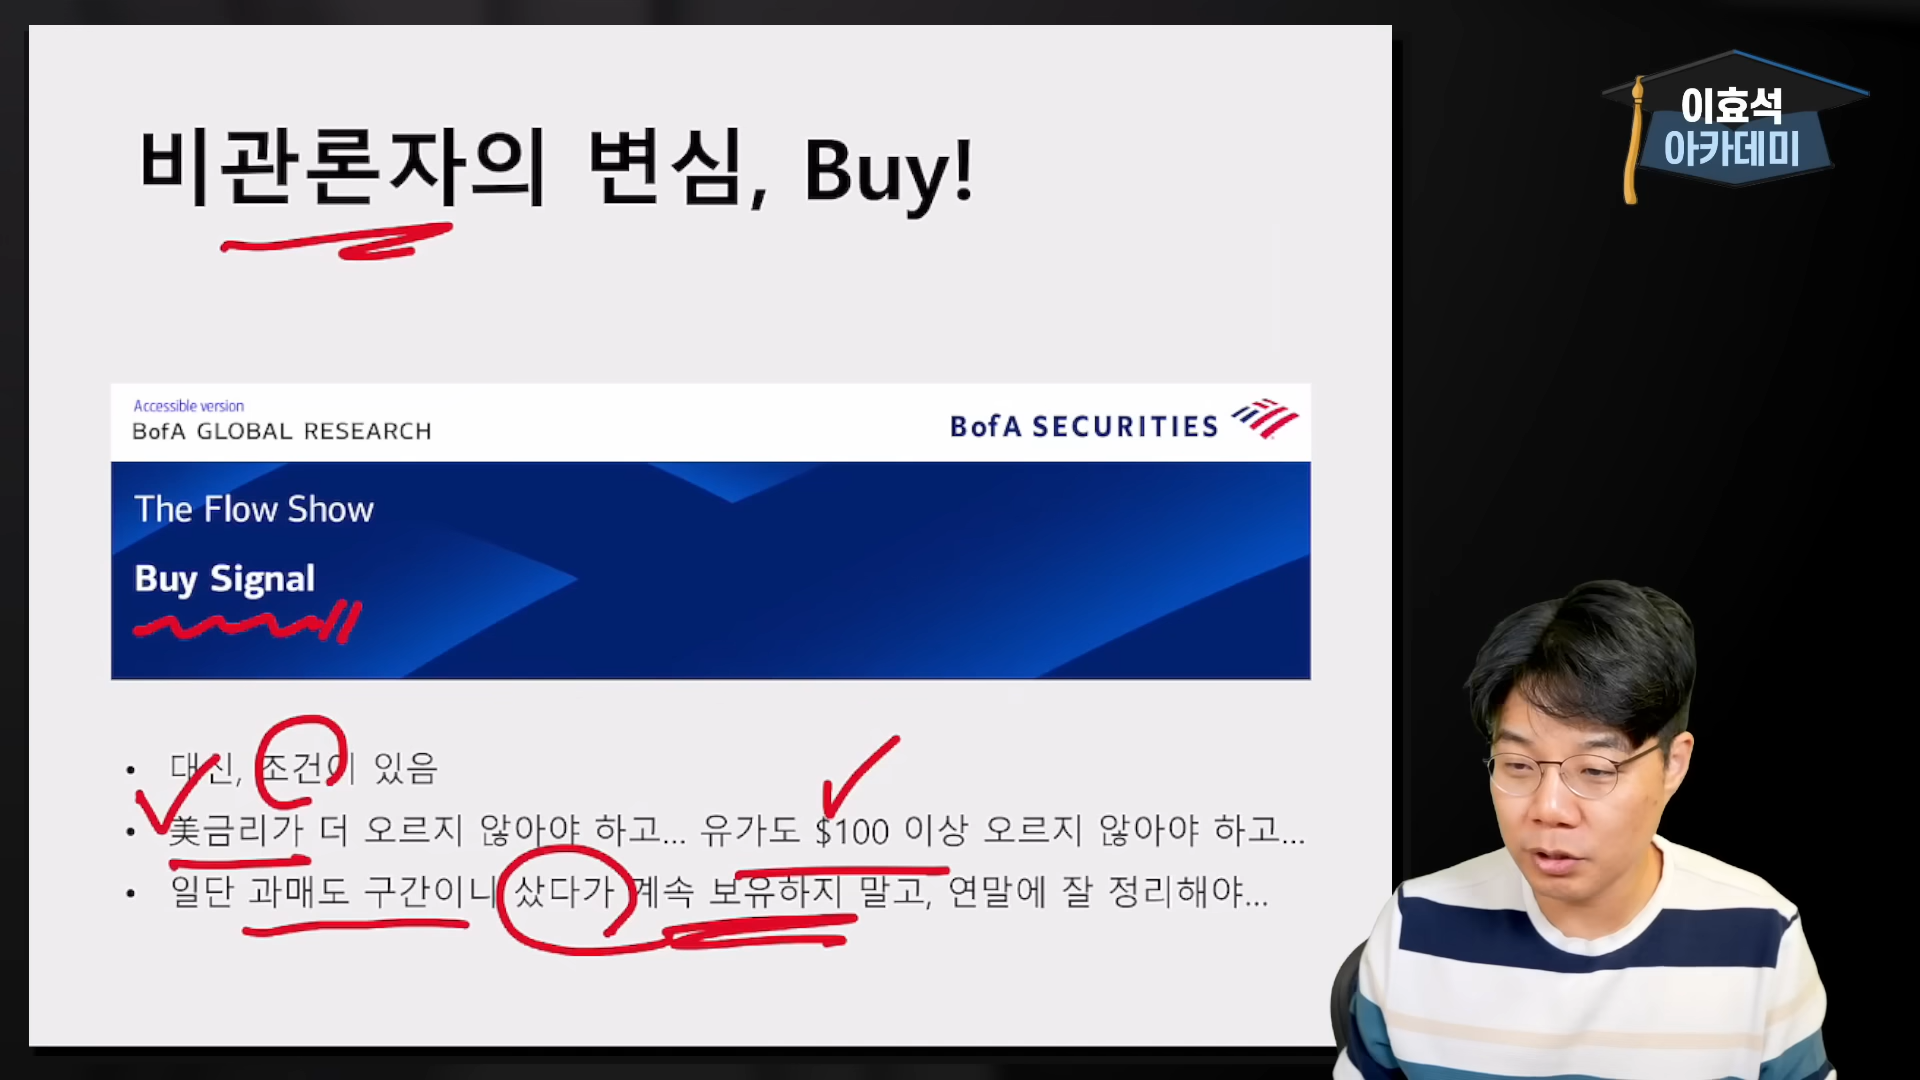 이효석
아카데미
비관론자의 변심, Buy!
Accessible version
BofA GLOBAL RESEARCH
BofA SECURITIES
The Flow Show
Buy Signal
• 대신, 조건이 있음
• 美금리가 더 오르지 않아야 하고... 유가도 $100 이상 오르지 않아야 하고...
• 일단 과매도 구간이니 샀다가 계속 보유하지 말고, 연말에 잘 정리해야...